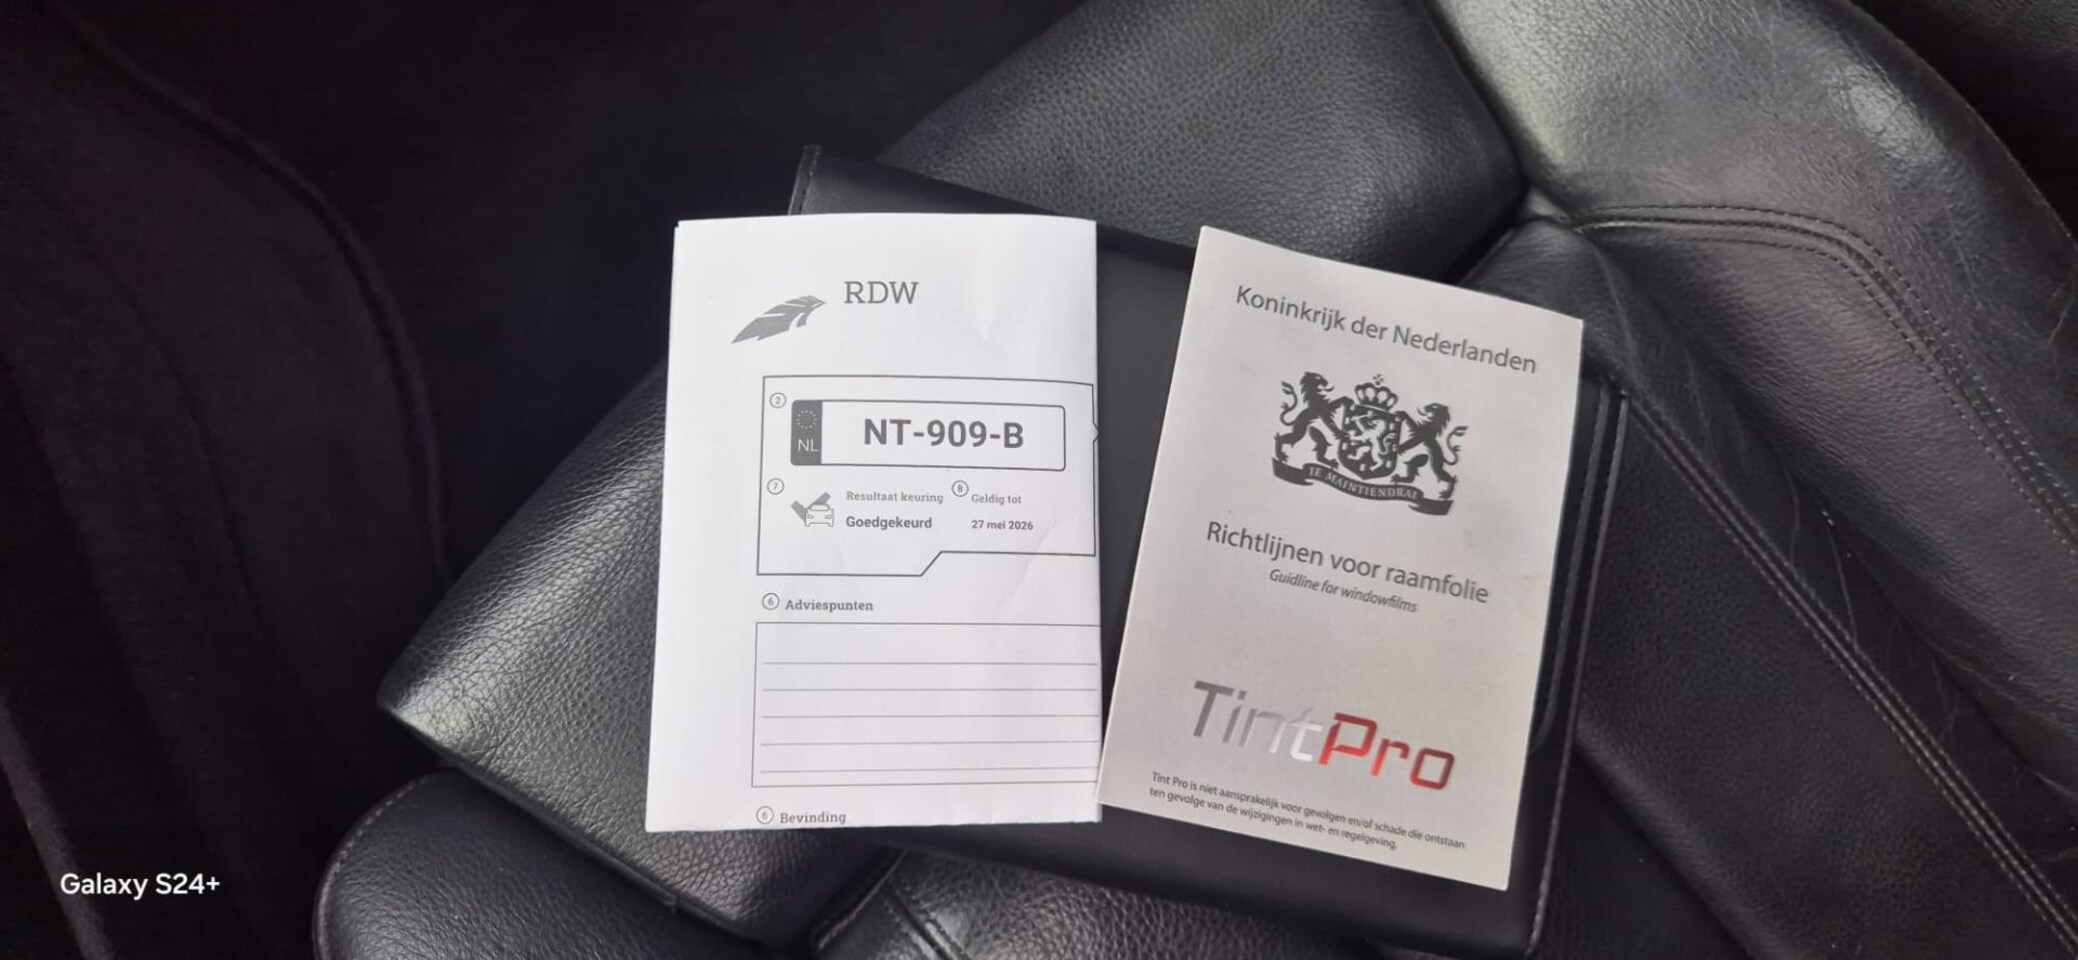 RDW
2
NL
NT-909-B
7
Resultaat keuring
Goedgekeurd
8
Geldig tot
27 mei 2026
6 Adviespunten
6 Bevinding
Koninkrijk der Nederlanden
JE MAINTIENDRAI
Richtlijnen voor raamfolie
Guidline for windowfilms
TintPro
Tint Pro is niet aansprakelijk voor gevolgen en/of schade die ontstaan
ten gevolge van de wijzigingen in wet- en regelgeving.
Galaxy S24+